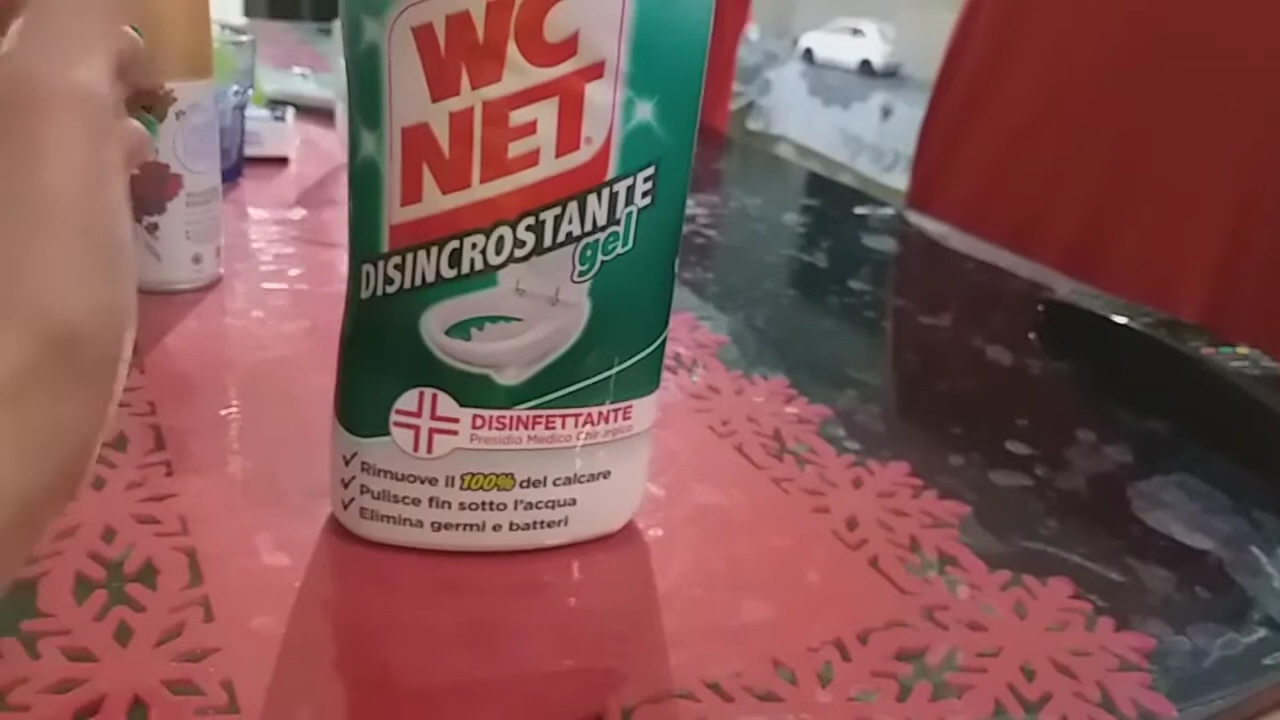 WC
NET
DISINCROSTANTE
gel
DISINFETTANTE
Presidio Medico Chirurgico
Rimuove il 100% del calcare
Pulisce fin sotto l'acqua
Elimina germi e batteri